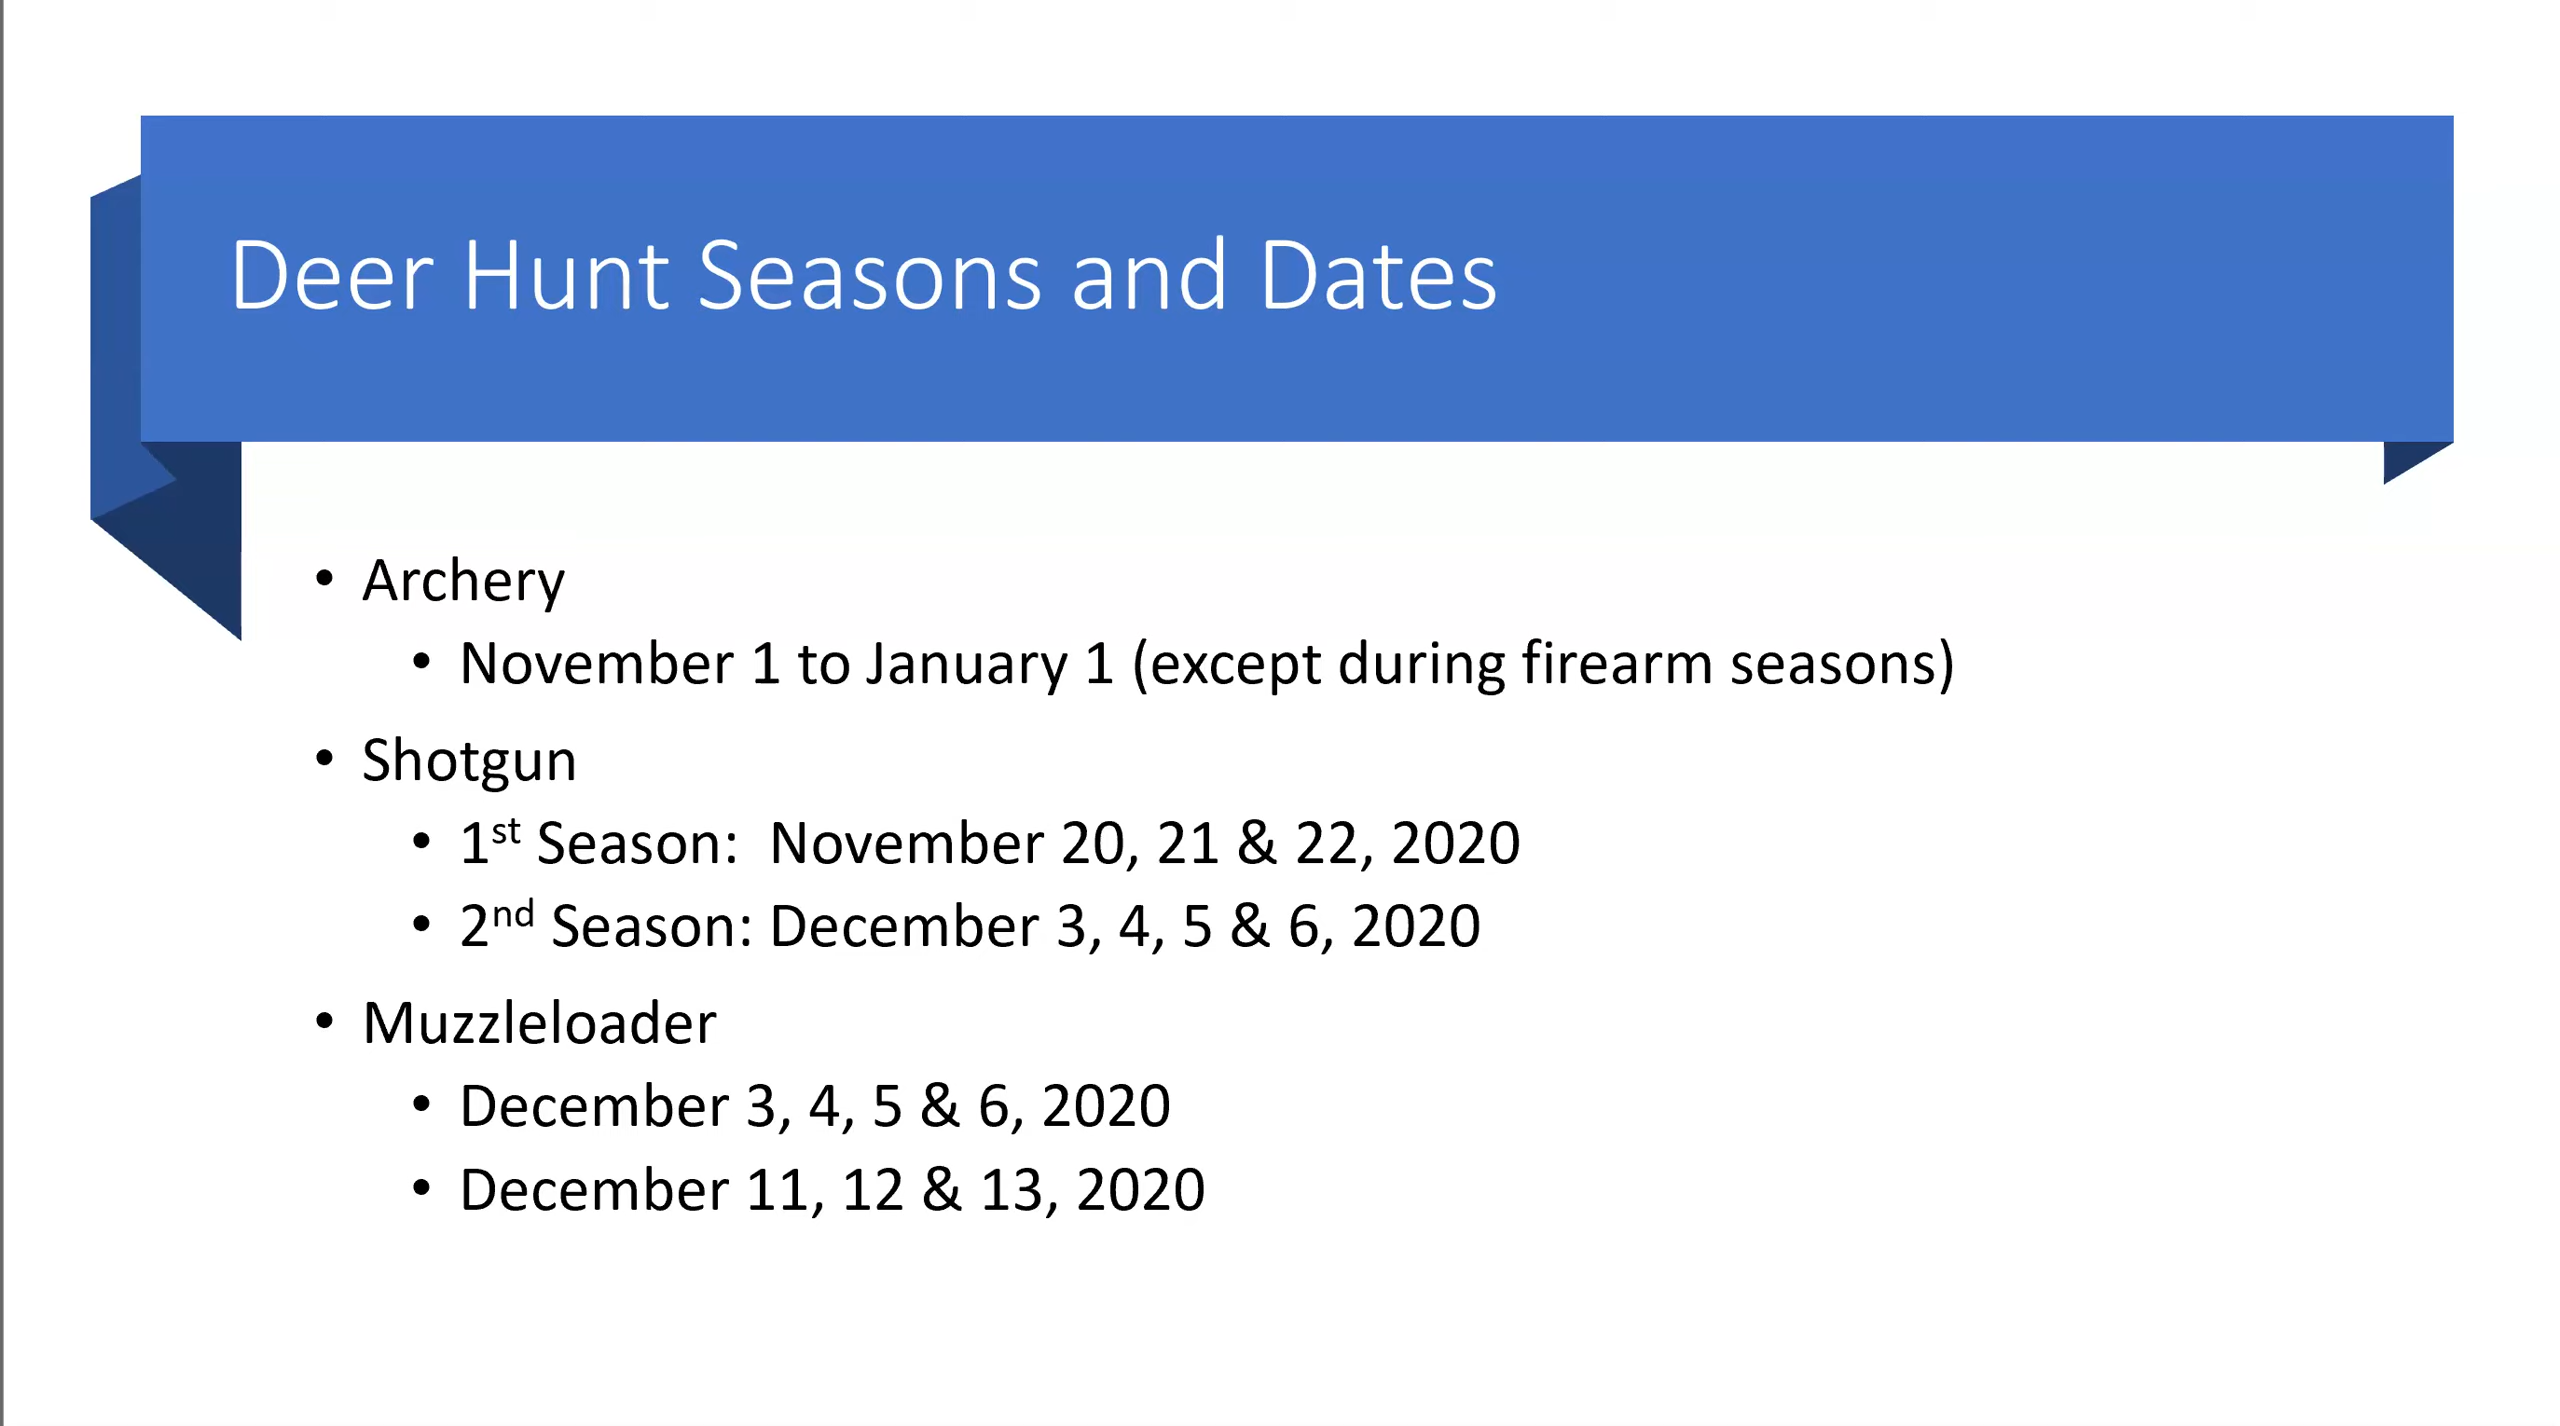 Deer Hunt Seasons and Dates
• Archery
• November 1 to January 1 (except during firearm seasons)
• Shotgun
• 1st Season:  November 20, 21 & 22, 2020
• 2nd Season: December 3, 4, 5 & 6, 2020
• Muzzleloader
• December 3, 4, 5 & 6, 2020
• December 11, 12 & 13, 2020